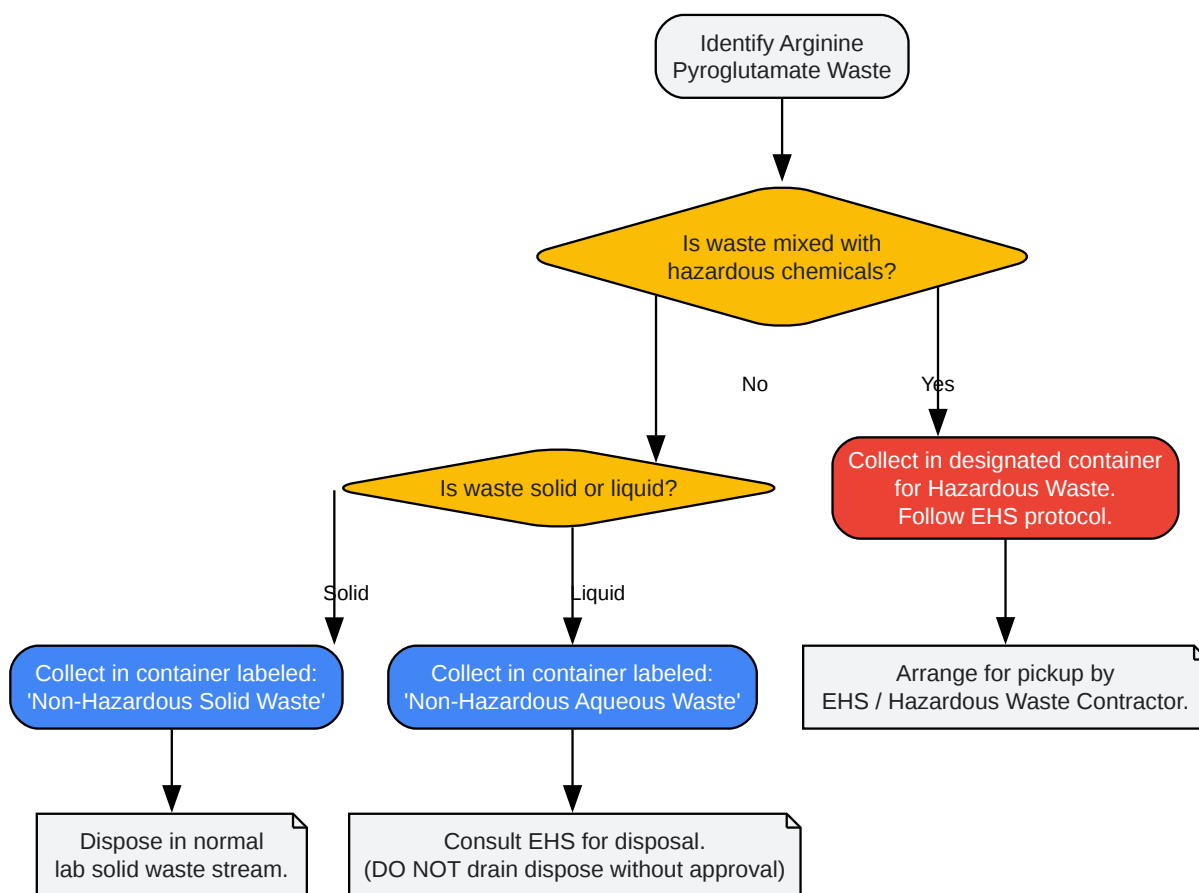 Identify Arginine
Pyroglutamate Waste
Is waste mixed with
hazardous chemicals?
No
Yes
Is waste solid or liquid?
Collect in designated container
for Hazardous Waste.
Follow EHS protocol.
Solid
Liquid
Collect in container labeled:
'Non-Hazardous Solid Waste'
Collect in container labeled:
'Non-Hazardous Aqueous Waste'
Arrange for pickup by
EHS / Hazardous Waste Contractor.
Dispose in normal
lab solid waste stream.
Consult EHS for disposal.
(DO NOT drain dispose without approval)